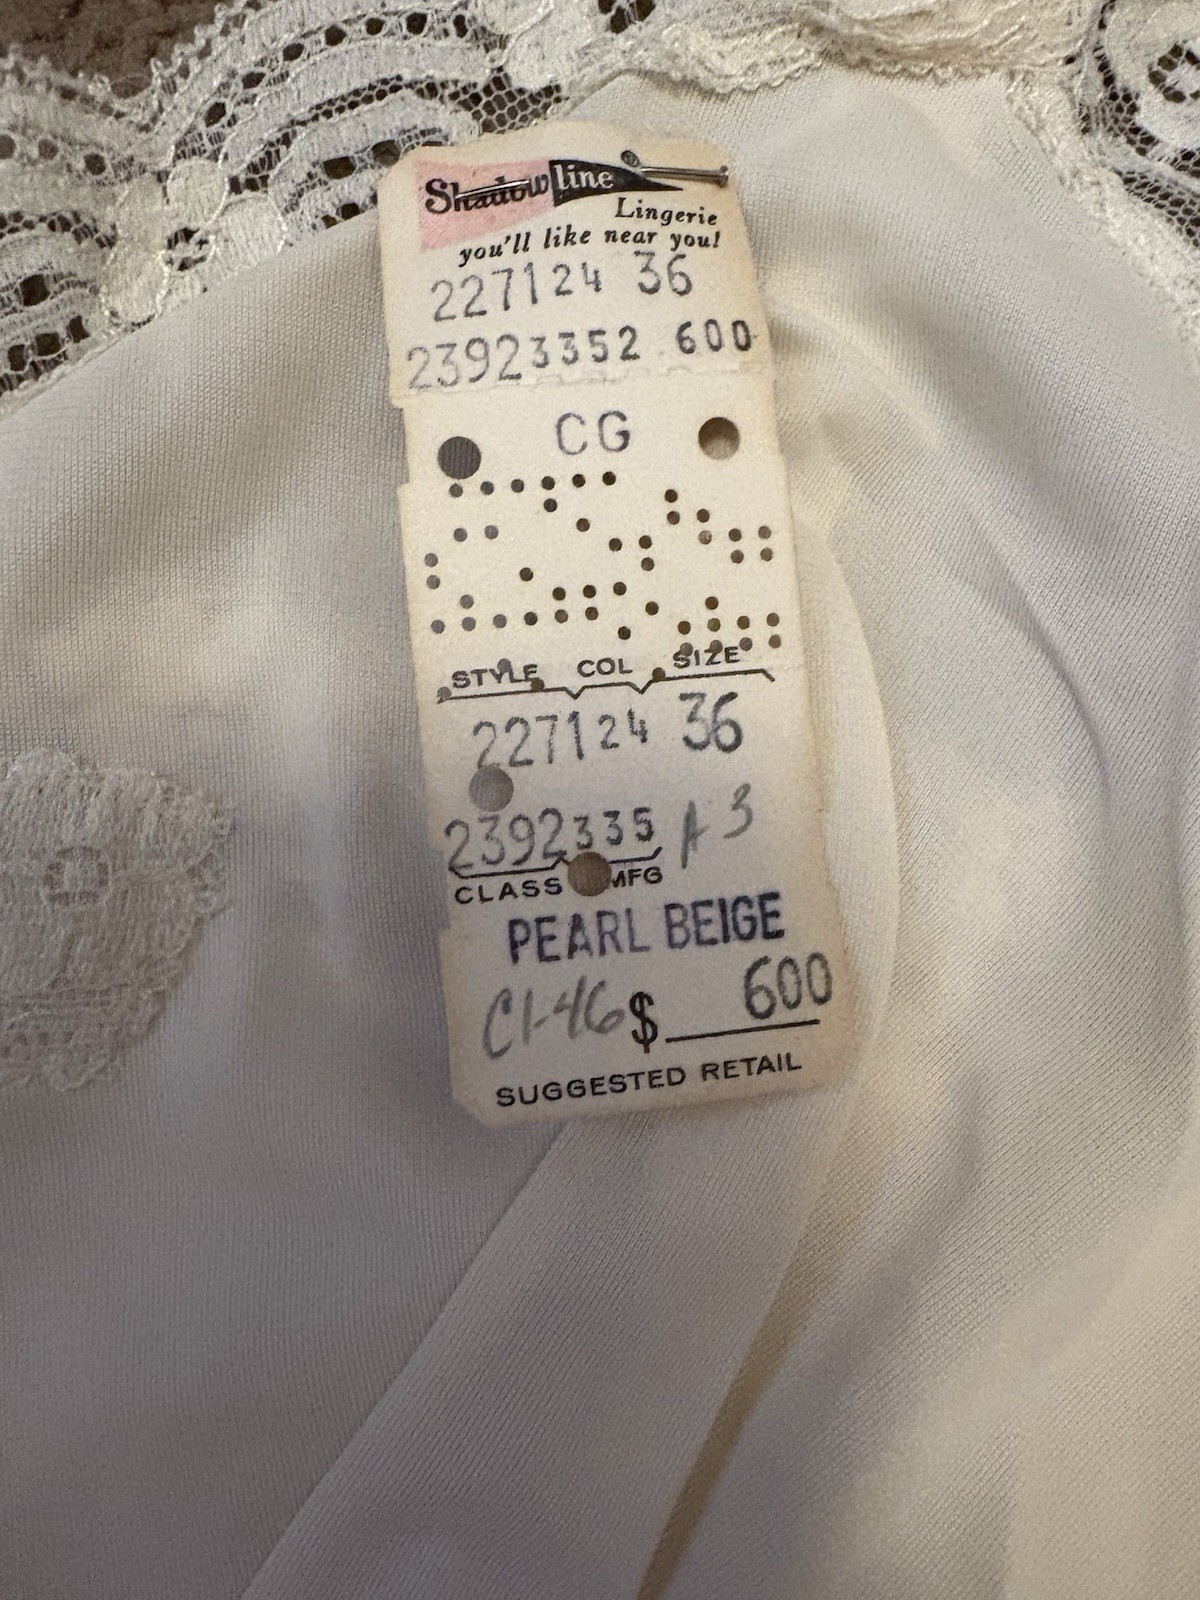 Shadowline ®
Lingerie
you'll like near you!
227124 36
23923352 600
CG
STYLE COL SIZE
227124 36
2392335 A3
CLASS MFG
PEARL BEIGE
C1-46 $ 600
SUGGESTED RETAIL